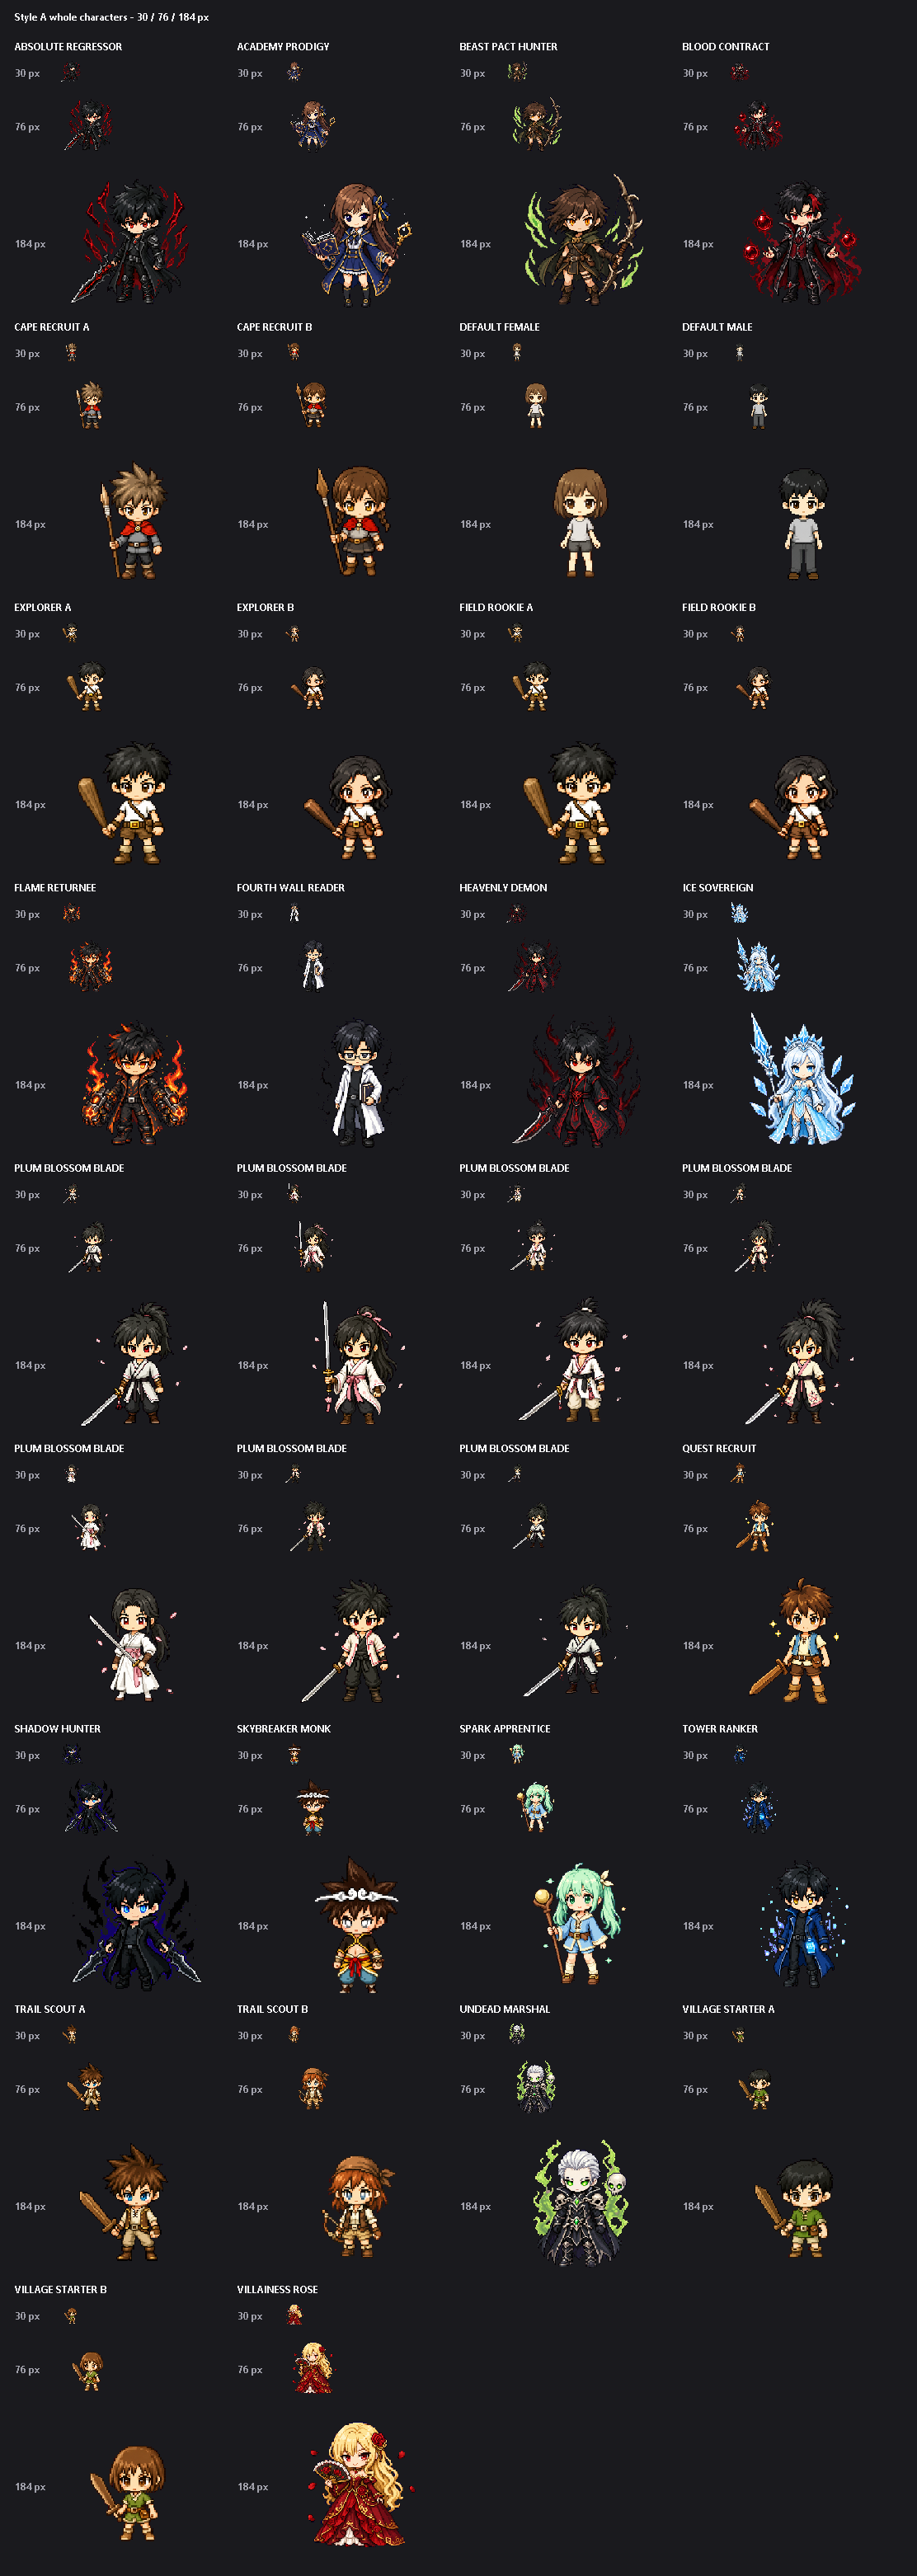 Style A whole characters - 30 / 76 / 184 px
ABSOLUTE REGRESSOR
30 px
76 px
184 px
ACADEMY PRODIGY
30 px
76 px
184 px
BEAST PACT HUNTER
30 px
76 px
184 px
BLOOD CONTRACT
30 px
76 px
184 px
CAPE RECRUIT A
30 px
76 px
184 px
CAPE RECRUIT B
30 px
76 px
184 px
DEFAULT FEMALE
30 px
76 px
184 px
DEFAULT MALE
30 px
76 px
184 px
EXPLORER A
30 px
76 px
184 px
EXPLORER B
30 px
76 px
184 px
FIELD ROOKIE A
30 px
76 px
184 px
FIELD ROOKIE B
30 px
76 px
184 px
FLAME RETURNEE
30 px
76 px
184 px
FOURTH WALL READER
30 px
76 px
184 px
HEAVENLY DEMON
30 px
76 px
184 px
ICE SOVEREIGN
30 px
76 px
184 px
PLUM BLOSSOM BLADE
30 px
76 px
184 px
PLUM BLOSSOM BLADE
30 px
76 px
184 px
PLUM BLOSSOM BLADE
30 px
76 px
184 px
PLUM BLOSSOM BLADE
30 px
76 px
184 px
PLUM BLOSSOM BLADE
30 px
76 px
184 px
PLUM BLOSSOM BLADE
30 px
76 px
184 px
PLUM BLOSSOM BLADE
30 px
76 px
184 px
QUEST RECRUIT
30 px
76 px
184 px
SHADOW HUNTER
30 px
76 px
184 px
SKYBREAKER MONK
30 px
76 px
184 px
SPARK APPRENTICE
30 px
76 px
184 px
TOWER RANKER
30 px
76 px
184 px
TRAIL SCOUT A
30 px
76 px
184 px
TRAIL SCOUT B
30 px
76 px
184 px
UNDEAD MARSHAL
30 px
76 px
184 px
VILLAGE STARTER A
30 px
76 px
184 px
VILLAGE STARTER B
30 px
76 px
184 px
VILLAINESS ROSE
30 px
76 px
184 px